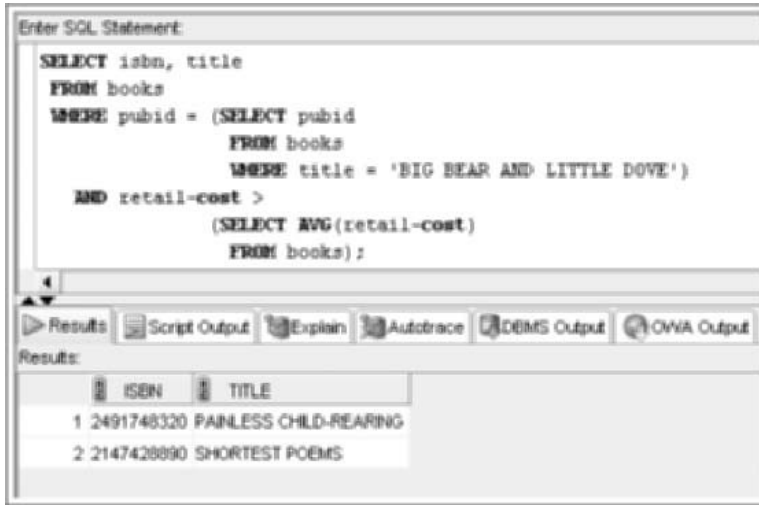 Enter SQL Statement:
SELECT isbn, title
FROM books
WHERE pubid = (SELECT pubid
FROM books
WHERE title = 'BIG BEAR AND LITTLE DOVE')
AND retail-cost >
(SELECT AVG(retail-cost)
FROM books);
Results Script Output Explain Autotrace DBMS Output OWA Output
Results:
ISBN TITLE
1 2491748320 PAINLESS CHILD-REARING
2 2147428890 SHORTEST POEMS